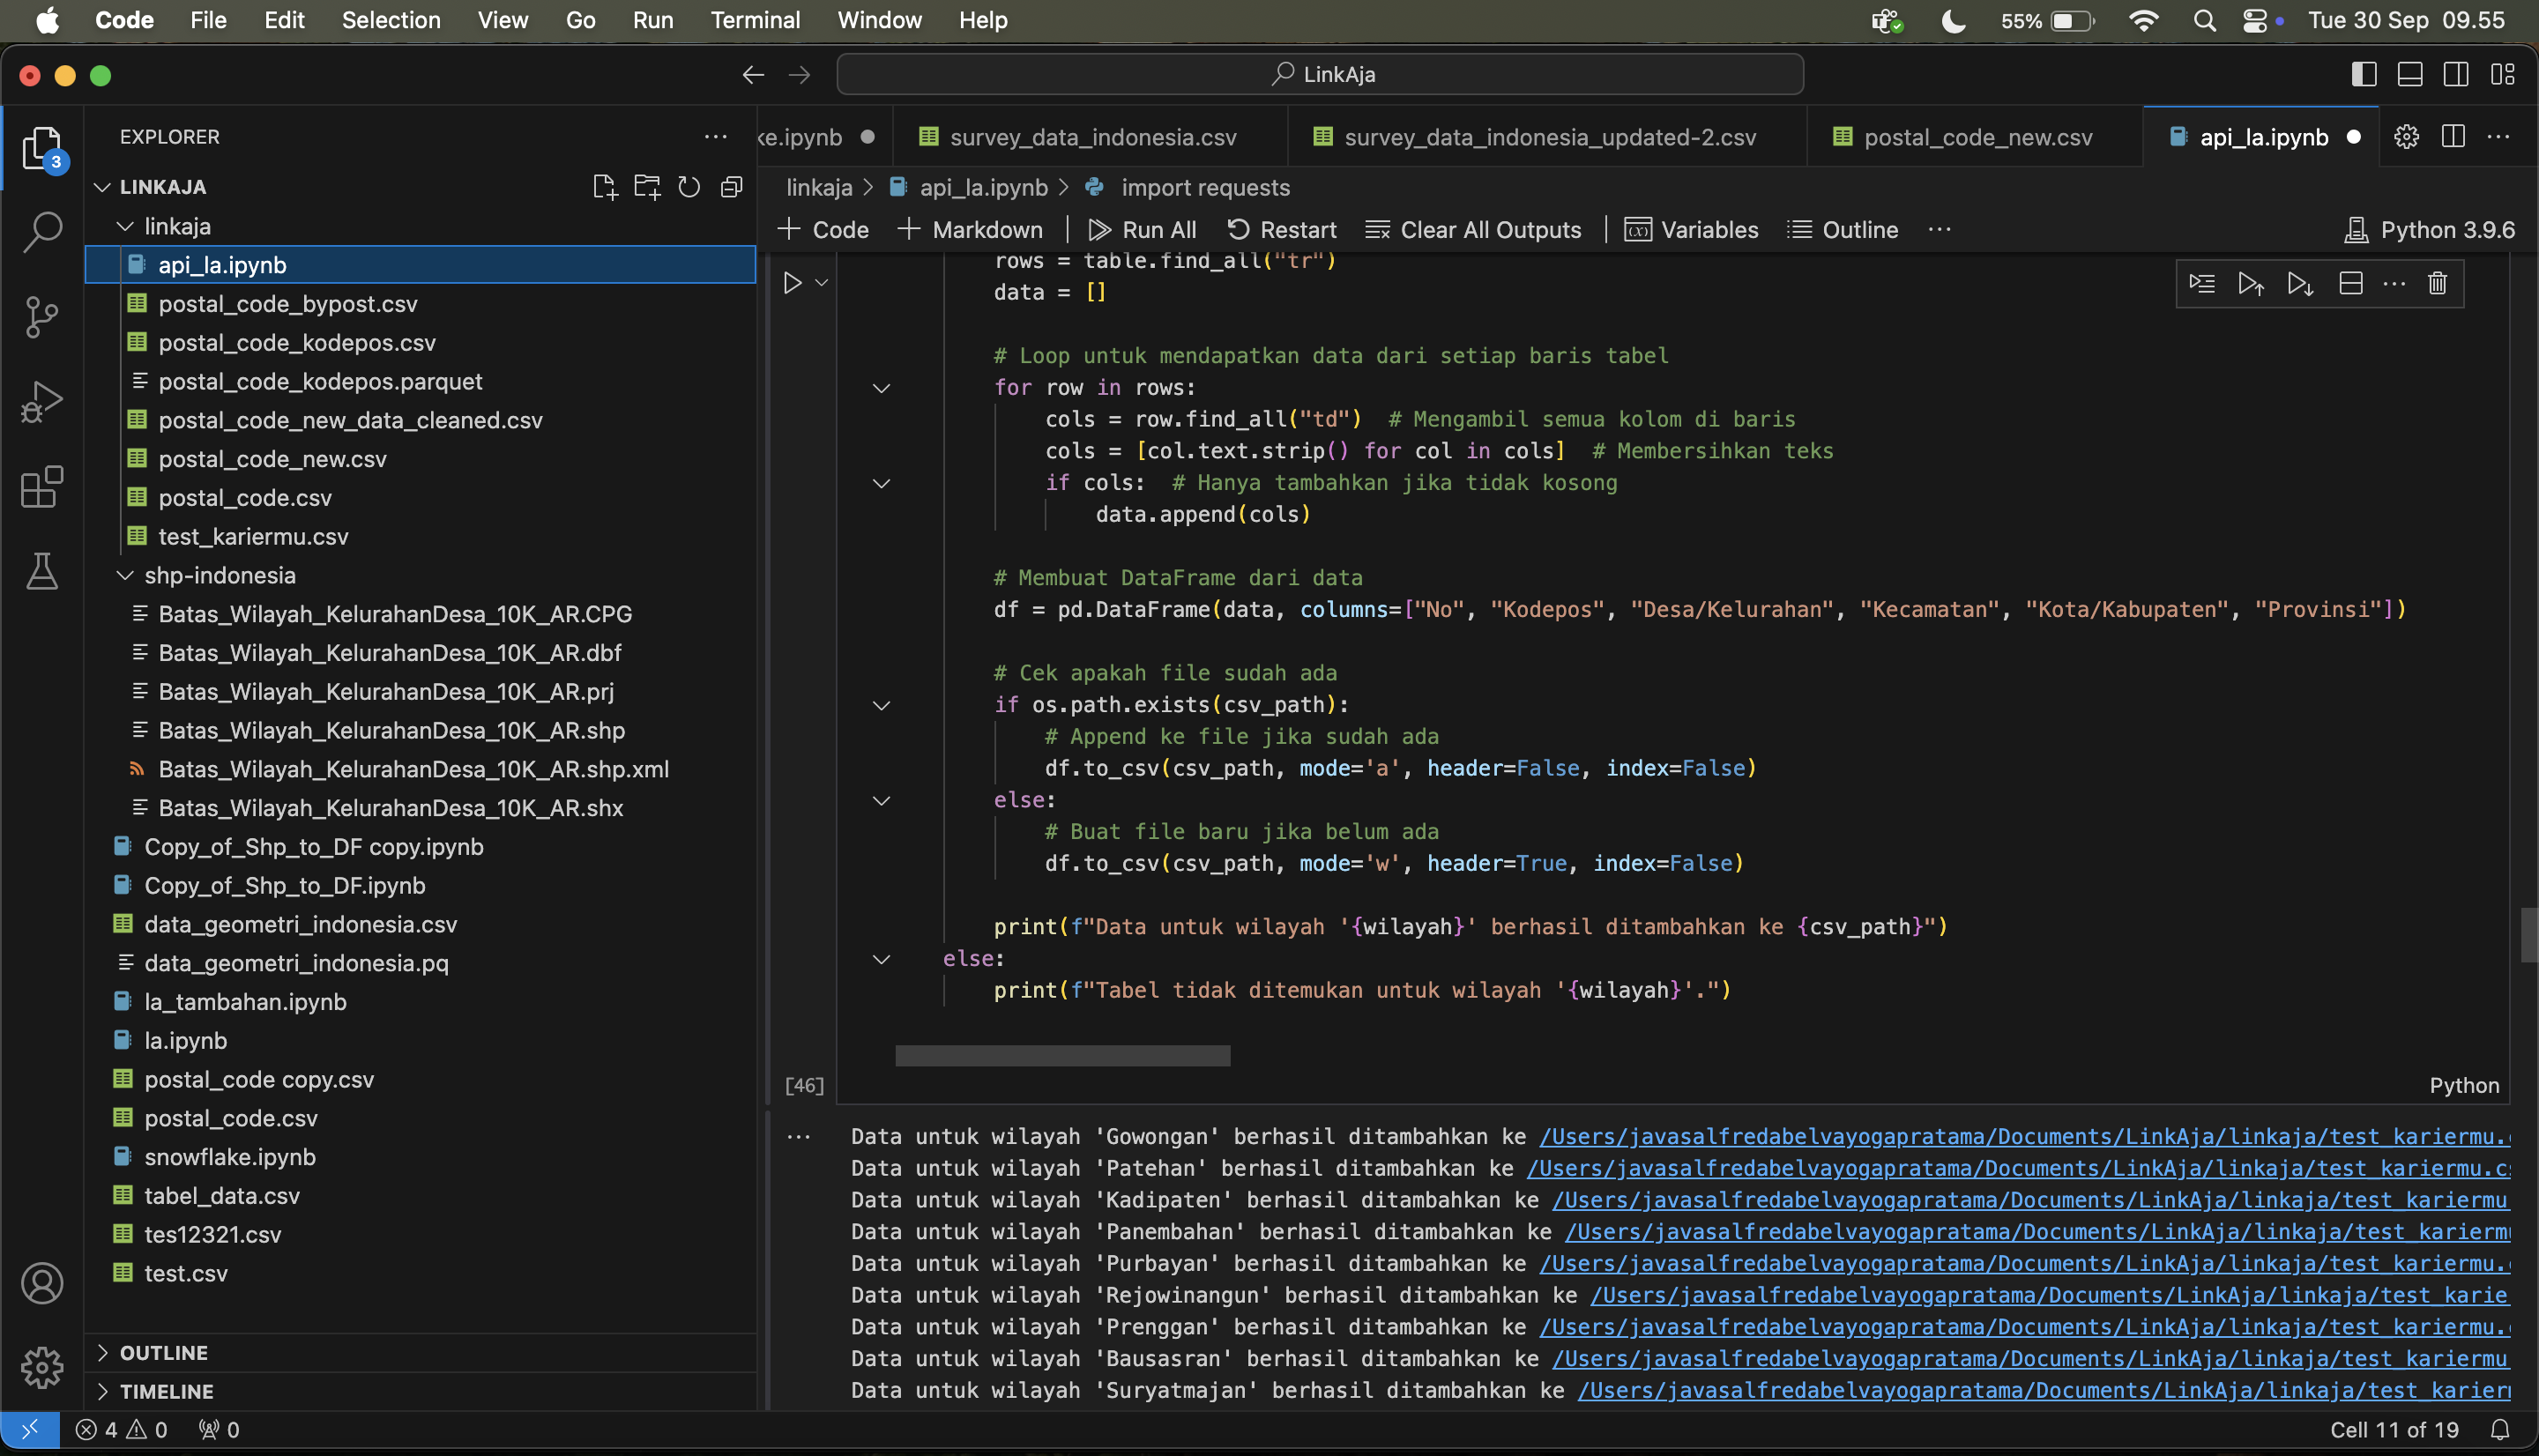 Code File Edit Selection View Go Run Terminal Window Help 55% Tue 30 Sep 09.55
LinkAja
EXPLORER
3
LINKAJA
linkaja
api_la.ipynb
postal_code_bypost.csv
postal_code_kodepos.csv
postal_code_kodepos.parquet
postal_code_new_data_cleaned.csv
postal_code_new.csv
postal_code.csv
test_kariermu.csv
shp-indonesia
Batas_Wilayah_KelurahanDesa_10K_AR.CPG
Batas_Wilayah_KelurahanDesa_10K_AR.dbf
Batas_Wilayah_KelurahanDesa_10K_AR.prj
Batas_Wilayah_KelurahanDesa_10K_AR.shp
Batas_Wilayah_KelurahanDesa_10K_AR.shp.xml
Batas_Wilayah_KelurahanDesa_10K_AR.shx
Copy_of_Shp_to_DF copy.ipynb
Copy_of_Shp_to_DF.ipynb
data_geometri_indonesia.csv
data_geometri_indonesia.pq
la_tambahan.ipynb
la.ipynb
postal_code copy.csv
postal_code.csv
snowflake.ipynb
tabel_data.csv
tes12321.csv
test.csv
OUTLINE
TIMELINE
ke.ipynb survey_data_indonesia.csv survey_data_indonesia_updated-2.csv postal_code_new.csv api_la.ipynb
linkaja > api_la.ipynb > import requests
+ Code + Markdown Run All Restart Clear All Outputs Variables Outline ... Python 3.9.6
rows = table.find_all("tr")
data = []
# Loop untuk mendapatkan data dari setiap baris tabel
for row in rows:
cols = row.find_all("td") # Mengambil semua kolom di baris
cols = [col.text.strip() for col in cols] # Membersihkan teks
if cols: # Hanya tambahkan jika tidak kosong
data.append(cols)
# Membuat DataFrame dari data
df = pd.DataFrame(data, columns=["No", "Kodepos", "Desa/Kelurahan", "Kecamatan", "Kota/Kabupaten", "Provinsi"])
# Cek apakah file sudah ada
if os.path.exists(csv_path):
# Append ke file jika sudah ada
df.to_csv(csv_path, mode='a', header=False, index=False)
else:
# Buat file baru jika belum ada
df.to_csv(csv_path, mode='w', header=True, index=False)
print(f"Data untuk wilayah '{wilayah}' berhasil ditambahkan ke {csv_path}")
else:
print(f"Tabel tidak ditemukan untuk wilayah '{wilayah}'.")
[46] Python
Data untuk wilayah 'Gowongan' berhasil ditambahkan ke /Users/javasalfredabelvayogapratama/Documents/LinkAja/linkaja/test_kariermu.
Data untuk wilayah 'Patehan' berhasil ditambahkan ke /Users/javasalfredabelvayogapratama/Documents/LinkAja/linkaja/test_kariermu.c
Data untuk wilayah 'Kadipaten' berhasil ditambahkan ke /Users/javasalfredabelvayogapratama/Documents/LinkAja/linkaja/test_kariermu
Data untuk wilayah 'Panembahan' berhasil ditambahkan ke /Users/javasalfredabelvayogapratama/Documents/LinkAja/linkaja/test_karierm
Data untuk wilayah 'Purbayan' berhasil ditambahkan ke /Users/javasalfredabelvayogapratama/Documents/LinkAja/linkaja/test_kariermu.
Data untuk wilayah 'Rejowinangun' berhasil ditambahkan ke /Users/javasalfredabelvayogapratama/Documents/LinkAja/linkaja/test_karie
Data untuk wilayah 'Prenggan' berhasil ditambahkan ke /Users/javasalfredabelvayogapratama/Documents/LinkAja/linkaja/test_kariermu.
Data untuk wilayah 'Bausasran' berhasil ditambahkan ke /Users/javasalfredabelvayogapratama/Documents/LinkAja/linkaja/test_kariermu
Data untuk wilayah 'Suryatmajan' berhasil ditambahkan ke /Users/javasalfredabelvayogapratama/Documents/LinkAja/linkaja/test_karier
4 0 0 Cell 11 of 19